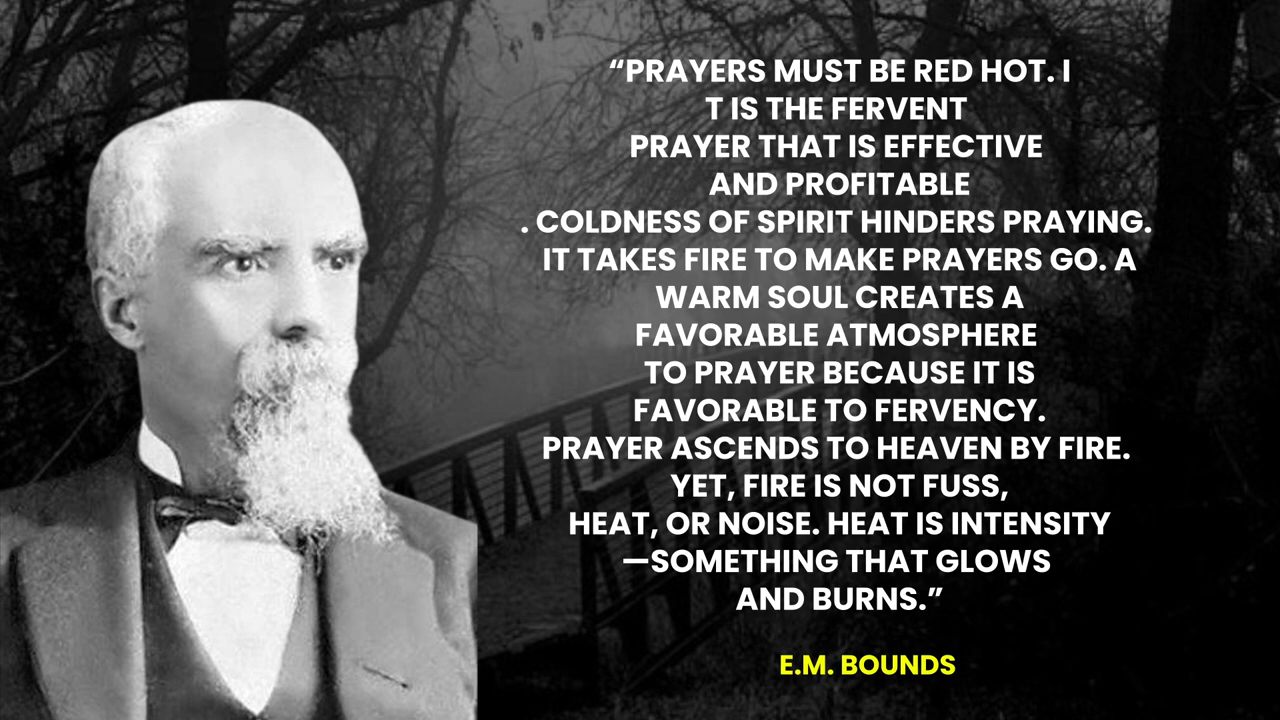 “PRAYERS MUST BE RED HOT. I
T IS THE FERVENT
PRAYER THAT IS EFFECTIVE
AND PROFITABLE
. COLDNESS OF SPIRIT HINDERS PRAYING.
IT TAKES FIRE TO MAKE PRAYERS GO. A
WARM SOUL CREATES A
FAVORABLE ATMOSPHERE
TO PRAYER BECAUSE IT IS
FAVORABLE TO FERVENCY.
PRAYER ASCENDS TO HEAVEN BY FIRE.
YET, FIRE IS NOT FUSS,
HEAT, OR NOISE. HEAT IS INTENSITY
—SOMETHING THAT GLOWS
AND BURNS.”
E.M. BOUNDS